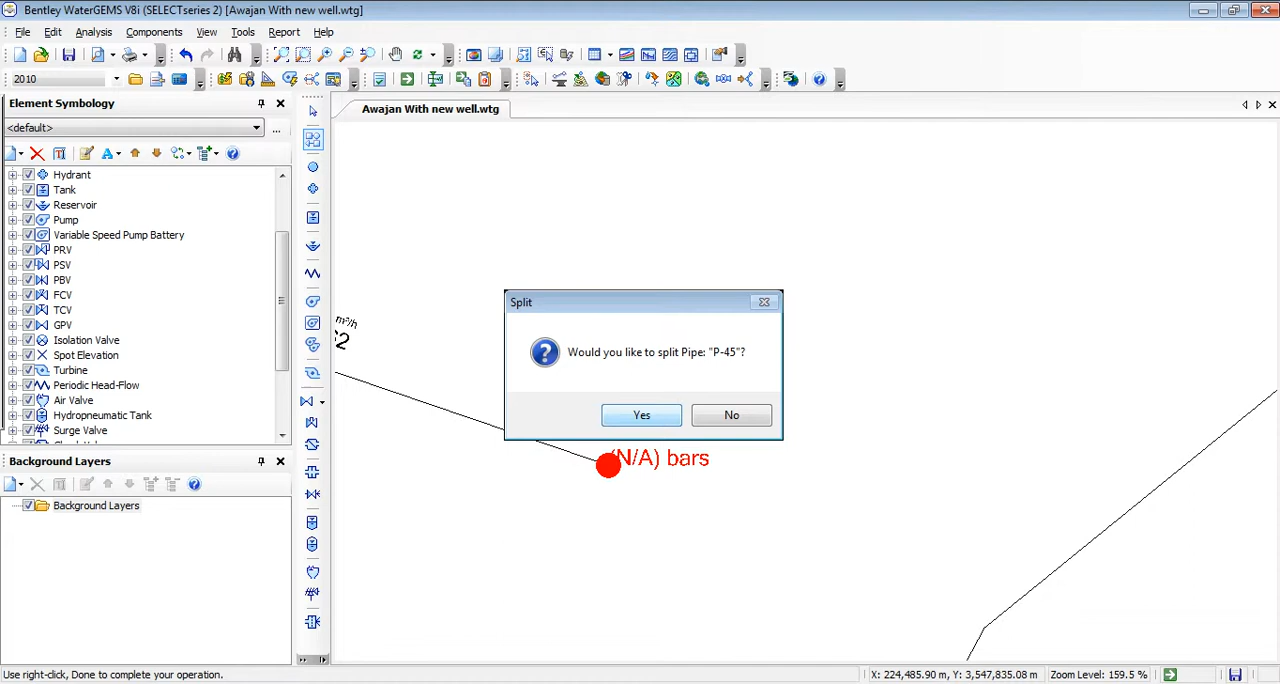 Bentley WaterGEMS V8i (SELECTseries 2) [Awajan With new well.wtg]
File Edit Analysis Components View Tools Report Help
2010
Element Symbology
<default>
...
Hydrant
Tank
Reservoir
Pump
Variable Speed Pump Battery
PRV
PSV
PBV
FCV
TCV
GPV
Isolation Valve
Spot Elevation
Turbine
Periodic Head-Flow
Air Valve
Hydropneumatic Tank
Surge Valve
Background Layers
Background Layers
Awajan With new well.wtg
m³/h
Split
Would you like to split Pipe: "P-45"?
Yes No
(N/A) bars
Use right-click, Done to complete your operation.
X: 224,485.90 m, Y: 3,547,835.08 m Zoom Level: 159.5 %